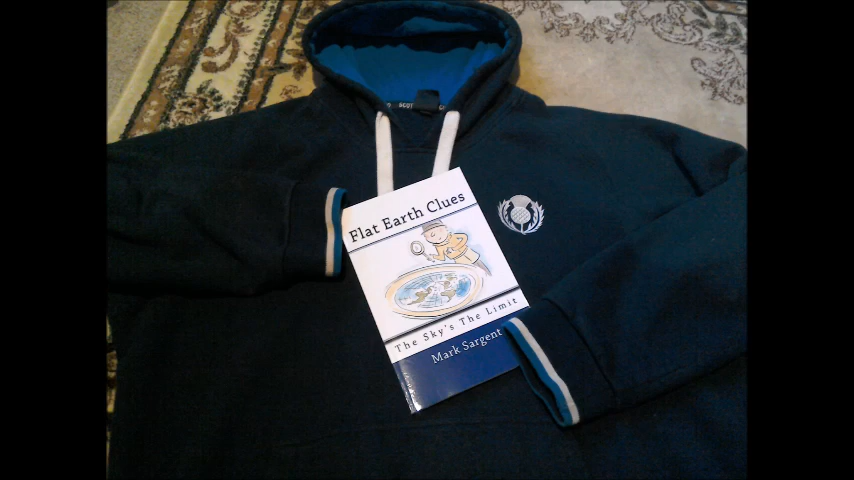 Flat Earth Clues
The Sky's The Limit
Mark Sargent